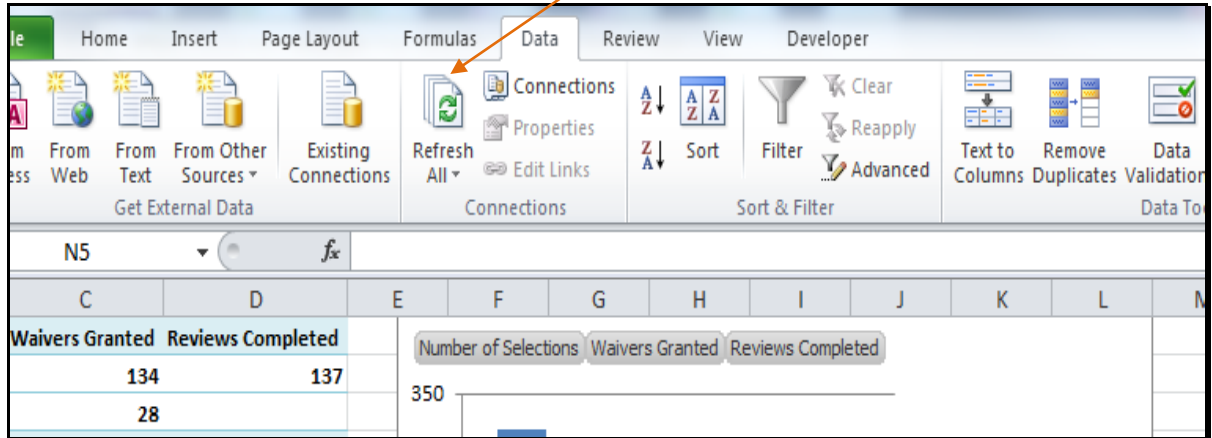 le Home Insert Page Layout Formulas Data Review View Developer
m
ess
From
Web
From
Text
From Other
Sources
Existing
Connections
Get External Data
Refresh
All
Connections
Properties
Edit Links
Connections
A
Z
Z
A
A Z
Z A
Sort
Filter
Clear
Reapply
Advanced
Sort & Filter
Text to
Columns
Remove
Duplicates
Data
Validation
Data Too
N5 fx
C D E F G H I J K L
Waivers Granted Reviews Completed
134 137
28
Number of Selections Waivers Granted Reviews Completed
350